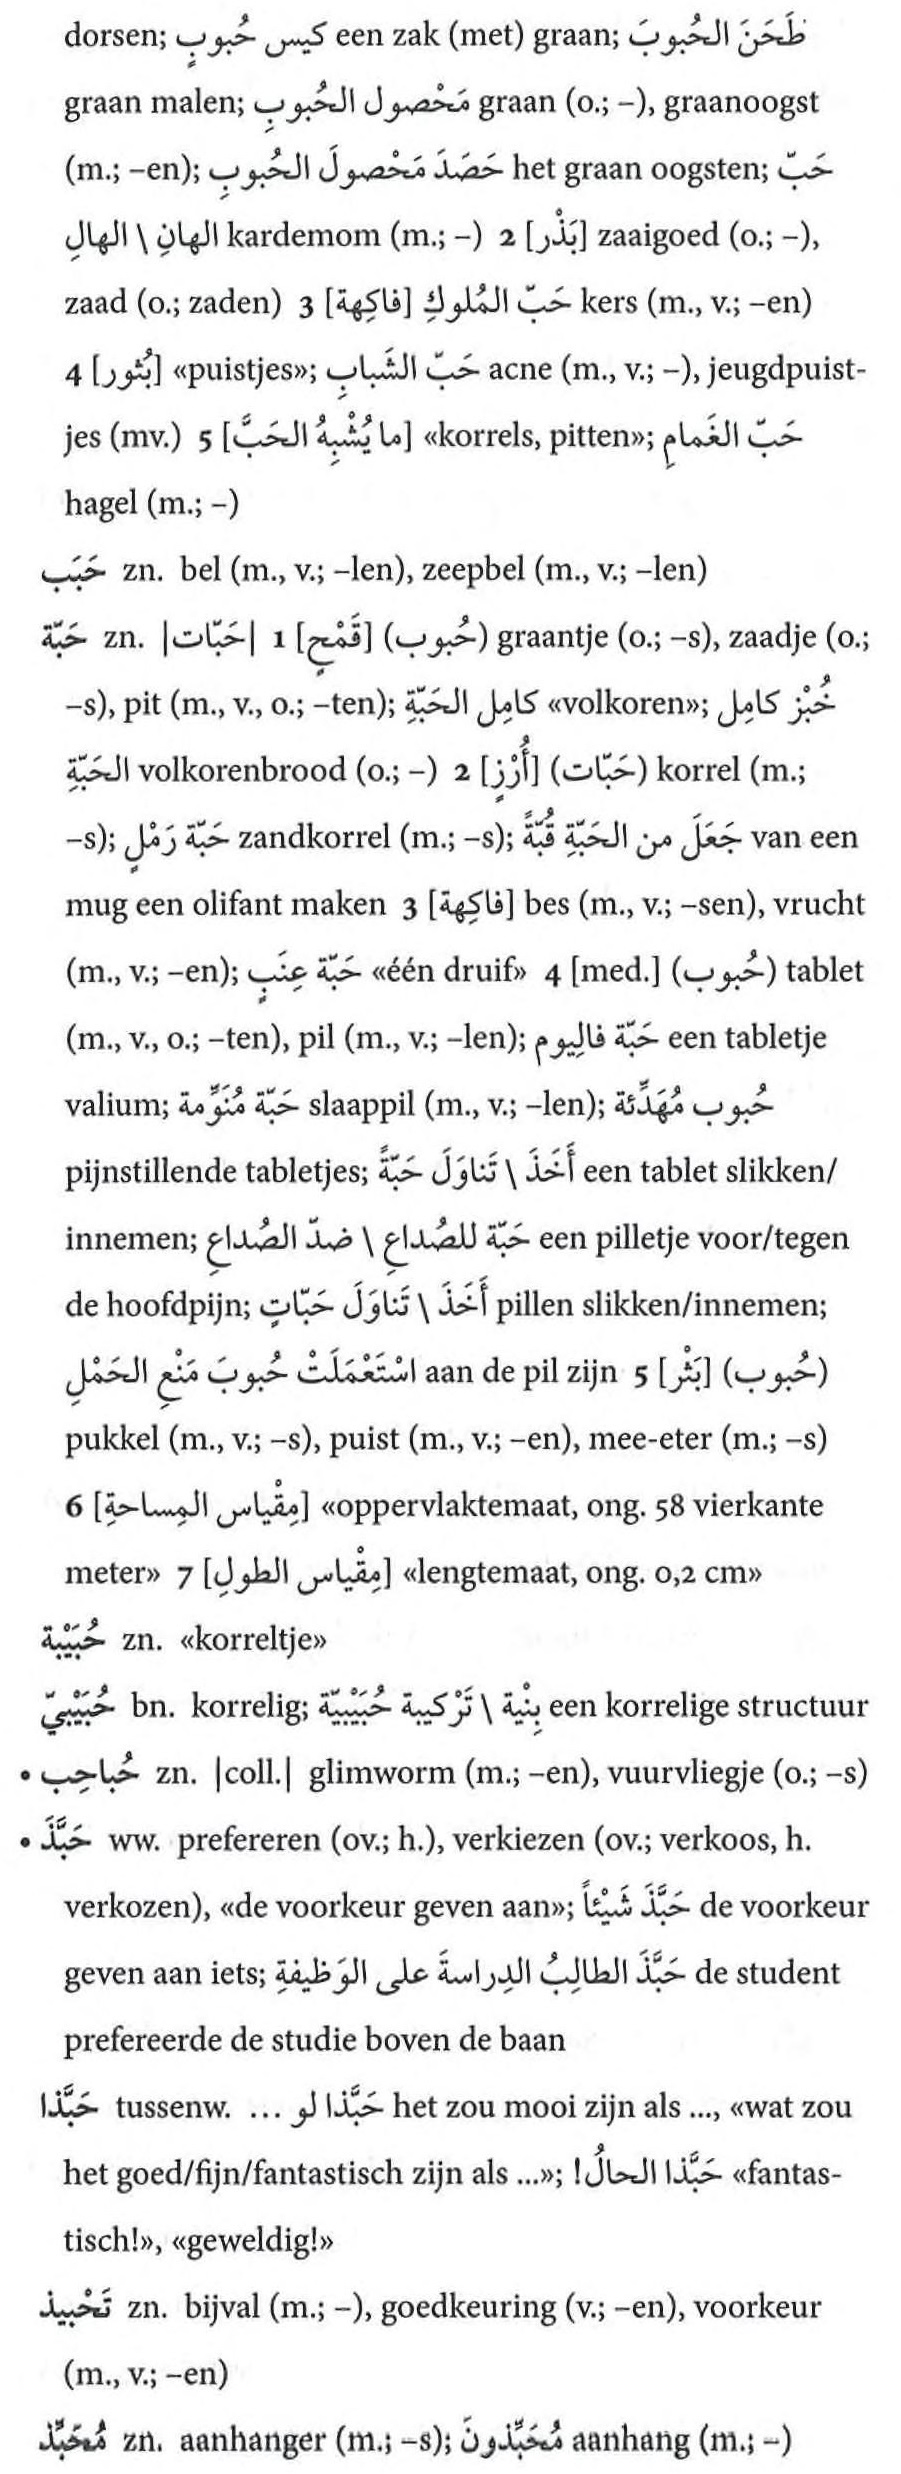 dorsen; كيس حُبوبٍ een zak (met) graan; طَحَنَ الحُبوبَ
graan malen; مَحْصول الحُبوبِ graan (o.; –), graanoogst
(m.; –en); حَصَدَ مَحْصولَ الحُبوبِ het graan oogsten; حَبّ
الهانِ \ الهالِ kardemom (m.; –) 2 [بَذْر] zaaigoed (o.; –),
zaad (o.; zaden) 3 [فاكِهة] حَبّ المُلوكِ kers (m., v.; –en)
4 [بُثور] «puistjes»; حَبّ الشَّبابِ acne (m., v.; –), jeugdpuist-
jes (mv.) 5 [ما يُشْبِهُ الحَبَّ] «korrels, pitten»; حَبّ الغَمامِ
hagel (m.; –)
حَبَب zn. bel (m., v.; –len), zeepbel (m., v.; –len)
حَبّة zn. |حَبّات| 1 [قَمْحٍ] (حُبوب) graantje (o.; –s), zaadje (o.;
–s), pit (m., v., o.; –ten); كامِل الحَبّةِ «volkoren»; خُبْز كامِل
الحَبّةِ volkorenbrood (o.; –) 2 [أُرْزٍ] (حَبّات) korrel (m.;
–s); حَبّة رَمْلٍ zandkorrel (m.; –s); جَعَلَ من الحَبّةِ قُبّةً van een
mug een olifant maken 3 [فاكِهة] bes (m., v.; –sen), vrucht
(m., v.; –en); حَبّة عِنَبٍ «één druif» 4 [med.] (حُبوب) tablet
(m., v., o.; –ten), pil (m., v.; –len); حَبّة فاليوم een tabletje
valium; حَبّة مُنَوِّمة slaappil (m., v.; –len); حُبوب مُهَدِّئة
pijnstillende tabletjes; أَخَذَ \ تَناوَلَ حَبّةً een tablet slikken/
innemen; حَبّة للصُداعِ \ ضدّ الصُداعِ een pilletje voor/tegen
de hoofdpijn; أَخَذَ \ تَناوَلَ حَبّاتٍ pillen slikken/innemen;
اسْتَعْمَلَتْ حُبوبَ مَنْعِ الحَمْلِ aan de pil zijn 5 [بَثْر] (حُبوب)
pukkel (m., v.; –s), puist (m., v.; –en), mee-eter (m.; –s)
6 [مِقْياس المِساحةِ] «oppervlaktemaat, ong. 58 vierkante
meter» 7 [مِقْياس الطولِ] «lengtemaat, ong. 0,2 cm»
حُبَيْبة zn. «korreltje»
حُبَيْبيّ bn. korrelig; بِنْية \ تَرْكيبة حُبَيْبيّة een korrelige structuur
• حُباحِب zn. |coll.| glimworm (m.; –en), vuurvliegje (o.; –s)
• حَبَّذَ ww. prefereren (ov.; h.), verkiezen (ov.; verkoos, h.
verkozen), «de voorkeur geven aan»; حَبَّذَ شَيْئاً de voorkeur
geven aan iets; حَبَّذَ الطالِبُ الدِراسةَ على الوَظيفةِ de student
prefereerde de studie boven de baan
حَبَّذا tussenw. … حَبَّذا لو het zou mooi zijn als ..., «wat zou
het goed/fijn/fantastisch zijn als ...»; حَبَّذا الحالُ! «fantas-
tisch!», «geweldig!»
تَحْبيذ zn. bijval (m.; –), goedkeuring (v.; –en), voorkeur
(m., v.; –en)
مُحَبِّذ zn. aanhanger (m.; –s); مُحَبِّذونَ aanhang (m.; –)